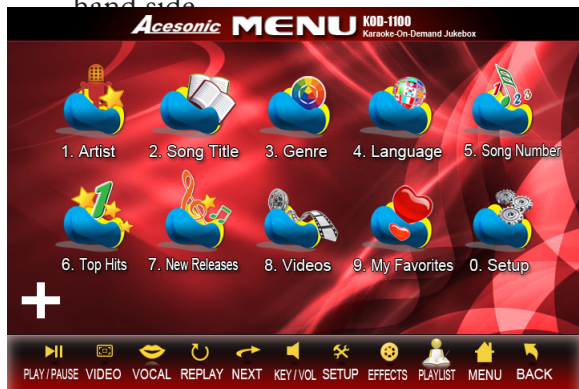 hand side
Acesonic MENU KOD-1100
Karaoke-On-Demand Jukebox
1. Artist 2. Song Title 3. Genre 4. Language 5. Song Number
6. Top Hits 7. New Releases 8. Videos 9. My Favorites 0. Setup
PLAY/PAUSE VIDEO VOCAL REPLAY NEXT KEY/VOL SETUP EFFECTS PLAYLIST MENU BACK